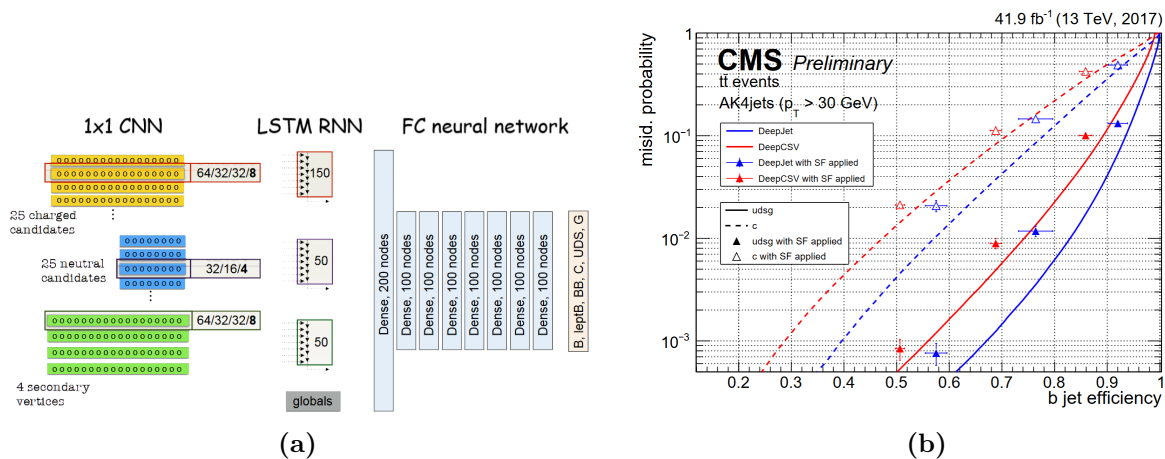 1x1 CNN
LSTM RNN
FC neural network
64/32/32/8
150
25 charged
candidates
25 neutral
candidates
32/16/4
50
64/32/32/8
50
4 secondary
vertices
globals
Dense, 200 nodes
Dense, 100 nodes
Dense, 100 nodes
Dense, 100 nodes
Dense, 100 nodes
Dense, 100 nodes
Dense, 100 nodes
Dense, 100 nodes
B, leptB, BB, C, UDS, G
(a)
41.9 fb⁻¹ (13 TeV, 2017)
CMS Preliminary
tt̄ events
AK4jets (p_T > 30 GeV)
DeepJet
DeepCSV
DeepJet with SF applied
DeepCSV with SF applied
udsg
c
udsg with SF applied
c with SF applied
misid. probability
1
10⁻¹
10⁻²
10⁻³
0.2 0.3 0.4 0.5 0.6 0.7 0.8 0.9 1
b jet efficiency
(b)